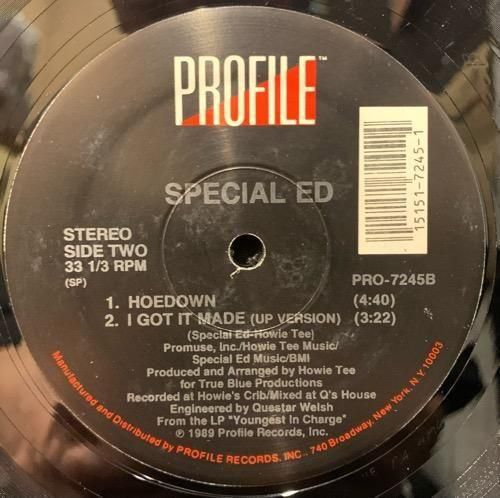 PROFILE™
SPECIAL ED
15151-7245-1
STEREO
SIDE TWO
33 1/3 RPM
(SP)
PRO-7245B
1. HOEDOWN (4:40)
2. I GOT IT MADE (UP VERSION) (3:22)
(Special Ed-Howie Tee)
Promuse, Inc./Howie Tee Music/
Special Ed Music/BMI
Produced and Arranged by Howie Tee
for True Blue Productions
Recorded at Howie's Crib/Mixed at Q's House
Engineered by Questar Welsh
From the LP "Youngest In Charge"
℗ 1989 Profile Records, Inc.
Manufactured and Distributed by PROFILE RECORDS, INC., 740 Broadway, New York, N.Y. 10003